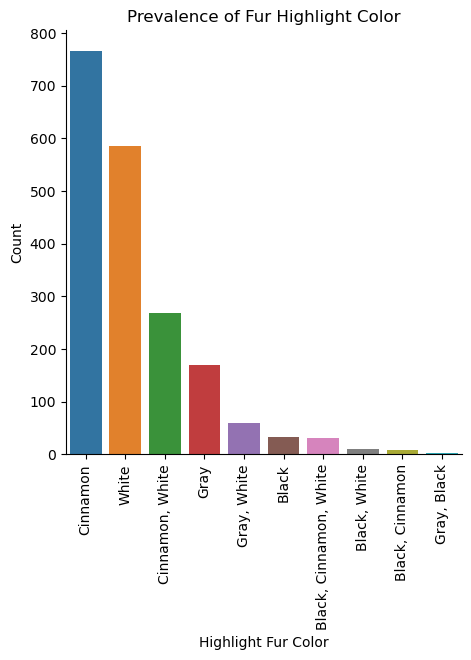 Prevalence of Fur Highlight Color
800
700
600
500
400
300
200
100
0
Count
Cinnamon
White
Cinnamon, White
Gray
Gray, White
Black
Black, Cinnamon, White
Black, White
Black, Cinnamon
Gray, Black
Highlight Fur Color